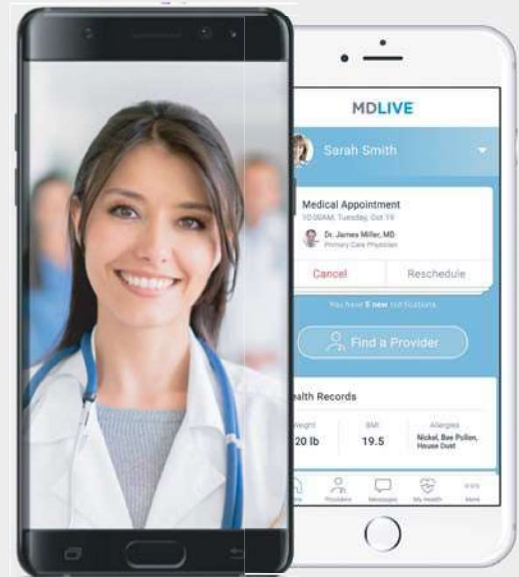 MDLIVE
Sarah Smith
Medical Appointment
10:00AM, Tuesday, Oct 19
Dr. James Miller, MD
Primary Care Physician
Cancel
Reschedule
You have 5 new notifications
Find a Provider
alth Records
eight
BMI
Allergies
20 lb
19.5
Nickel, Bee Pollen,
House Dust
Providers
Messages
My Health
More